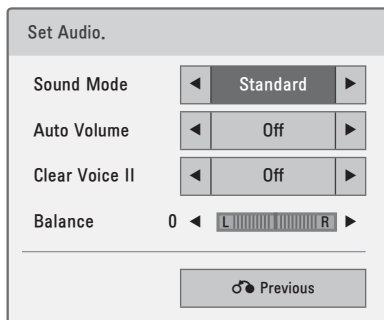 Set Audio.
Sound Mode ◀ Standard ▶
Auto Volume ◀ Off ▶
Clear Voice II ◀ Off ▶
Balance 0 ◀ L R ▶
Previous